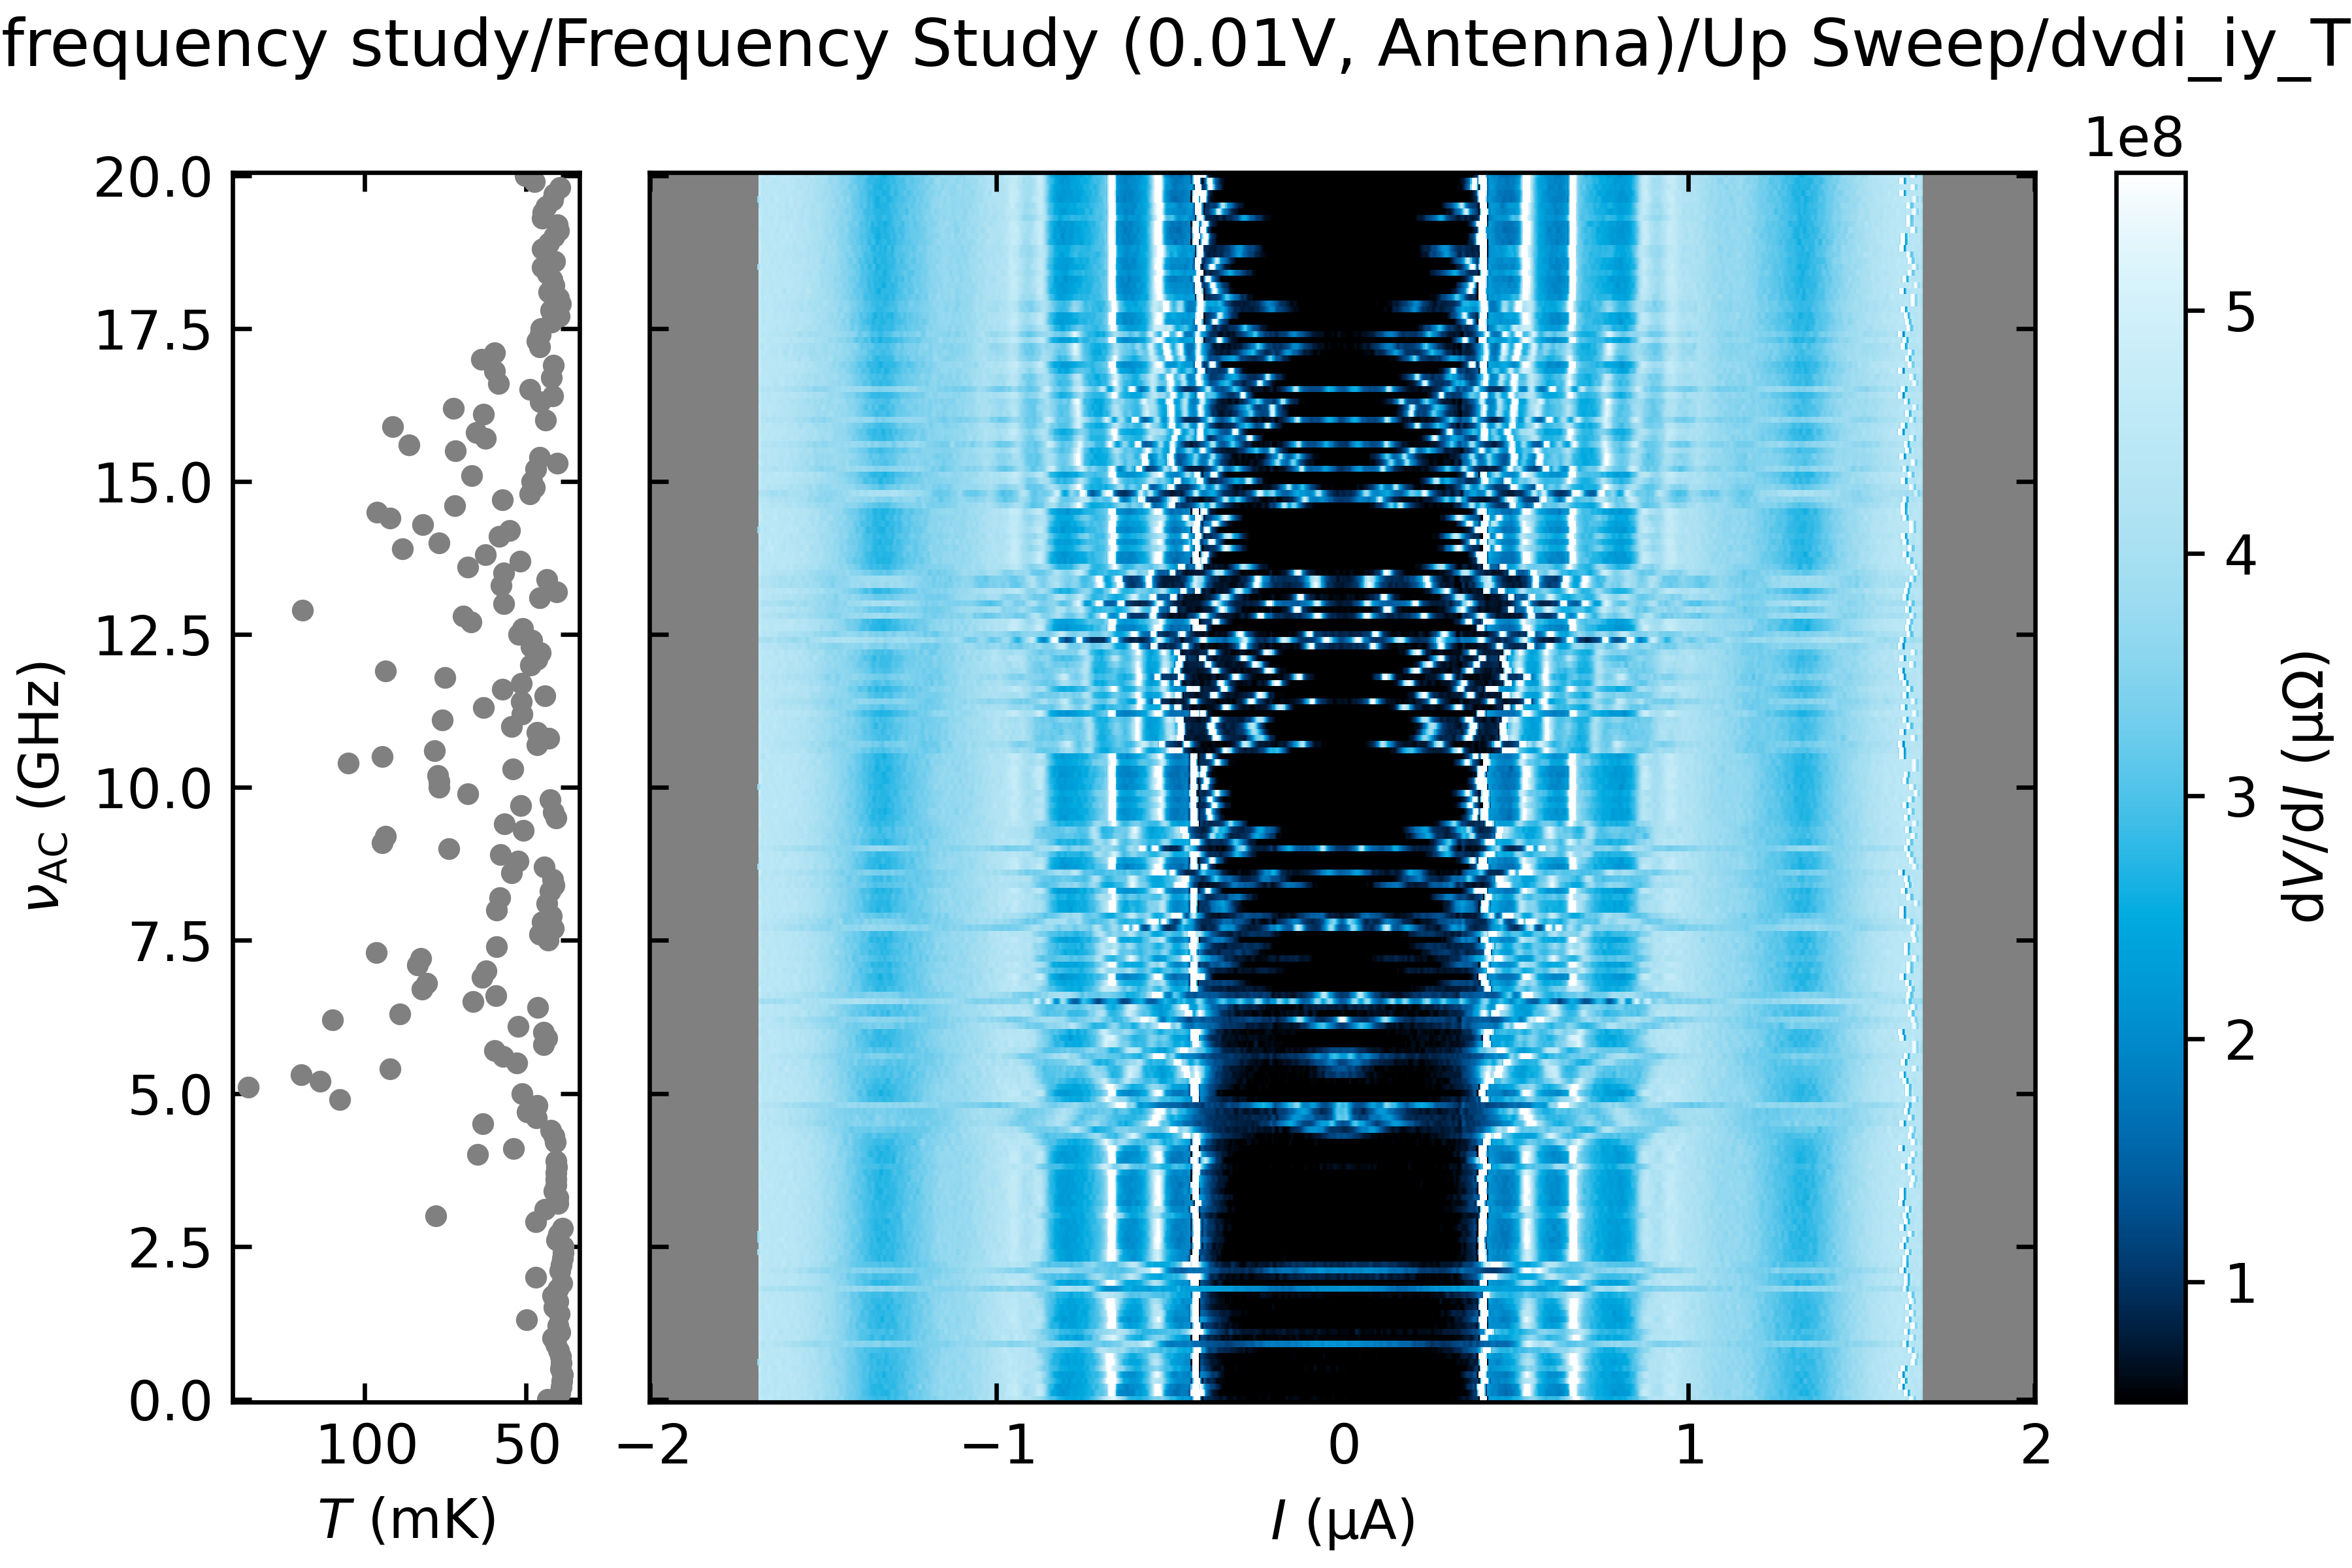 frequency study/Frequency Study (0.01V, Antenna)/Up Sweep/dvdi_iy_T
1e8
20.0
17.5
15.0
12.5
10.0
7.5
5.0
2.5
0.0
νAC (GHz)
100 50
T (mK)
−2 −1 0 1 2
I (µA)
5
4
3
2
1
dV/dI (µΩ)